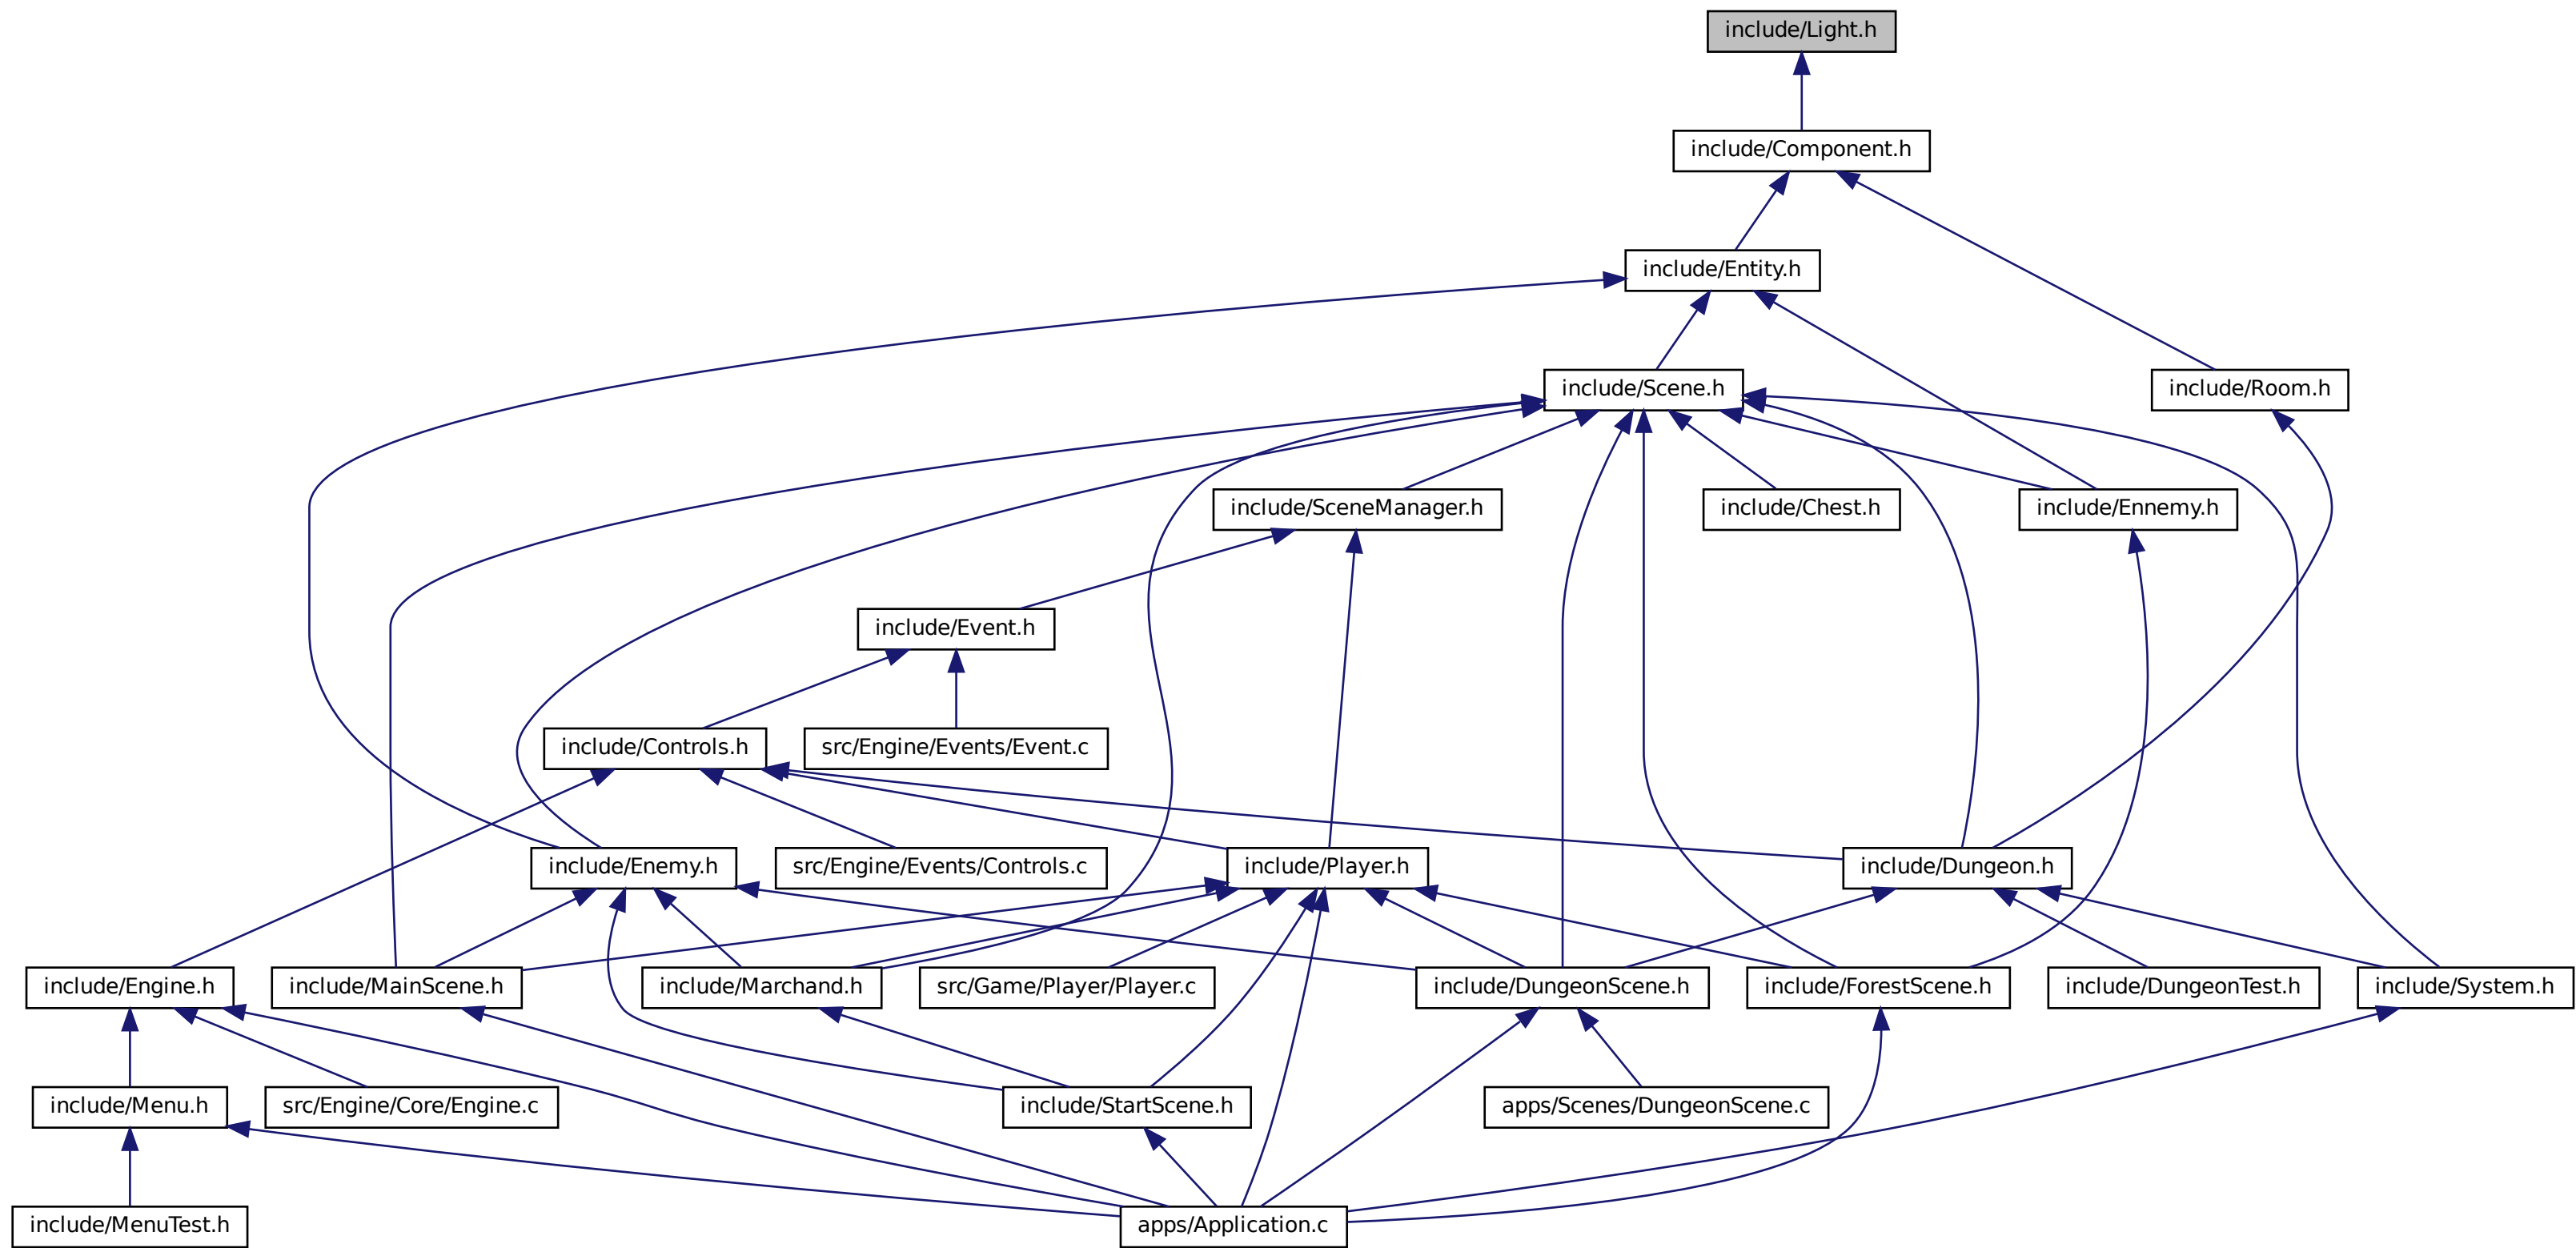 include/Light.h
include/Component.h
include/Entity.h
include/Scene.h
include/Room.h
include/SceneManager.h
include/Chest.h
include/Ennemy.h
include/Event.h
include/Controls.h
src/Engine/Events/Event.c
include/Enemy.h
src/Engine/Events/Controls.c
include/Player.h
include/Dungeon.h
include/Engine.h
include/MainScene.h
include/Marchand.h
src/Game/Player/Player.c
include/DungeonScene.h
include/ForestScene.h
include/DungeonTest.h
include/System.h
include/Menu.h
src/Engine/Core/Engine.c
include/StartScene.h
apps/Scenes/DungeonScene.c
include/MenuTest.h
apps/Application.c